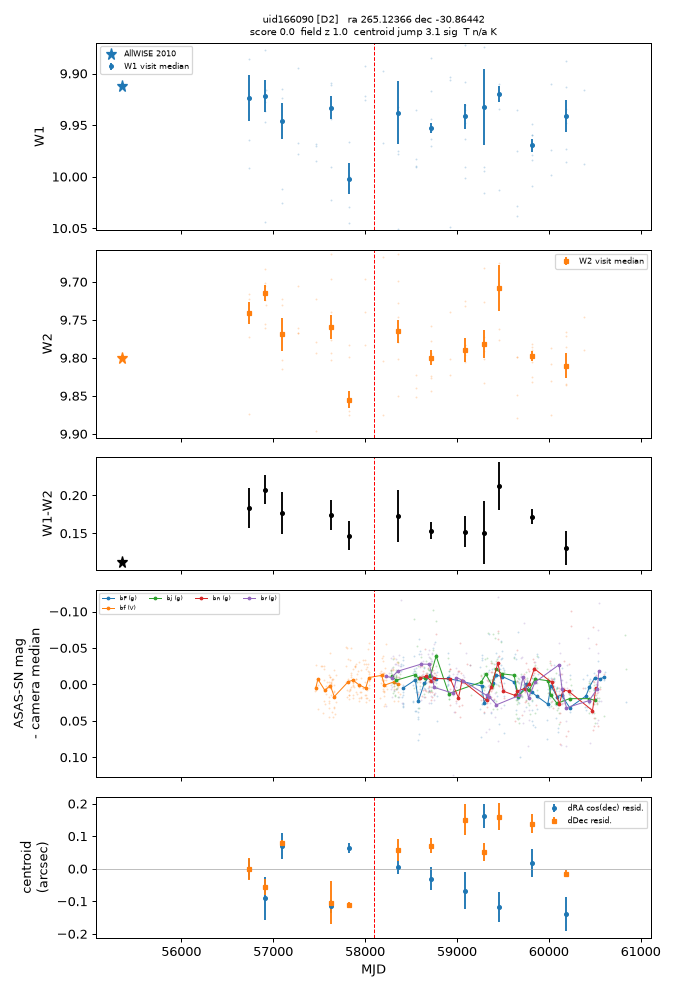 uid166090 [D2]   ra 265.12366 dec -30.86442
score 0.0  field z 1.0  centroid jump 3.1 sig  T n/a K
AllWISE 2010
W1 visit median
9.90
9.95
10.00
10.05
W1
W2 visit median
9.70
9.75
9.80
9.85
9.90
W2
0.20
0.15
W1-W2
bF (g)
bf (V)
bj (g)
bn (g)
br (g)
−0.10
−0.05
0.00
0.05
0.10
ASAS-SN mag
- camera median
dRA cos(dec) resid.
dDec resid.
0.2
0.1
0.0
−0.1
−0.2
centroid
(arcsec)
56000
57000
58000
59000
60000
61000
MJD